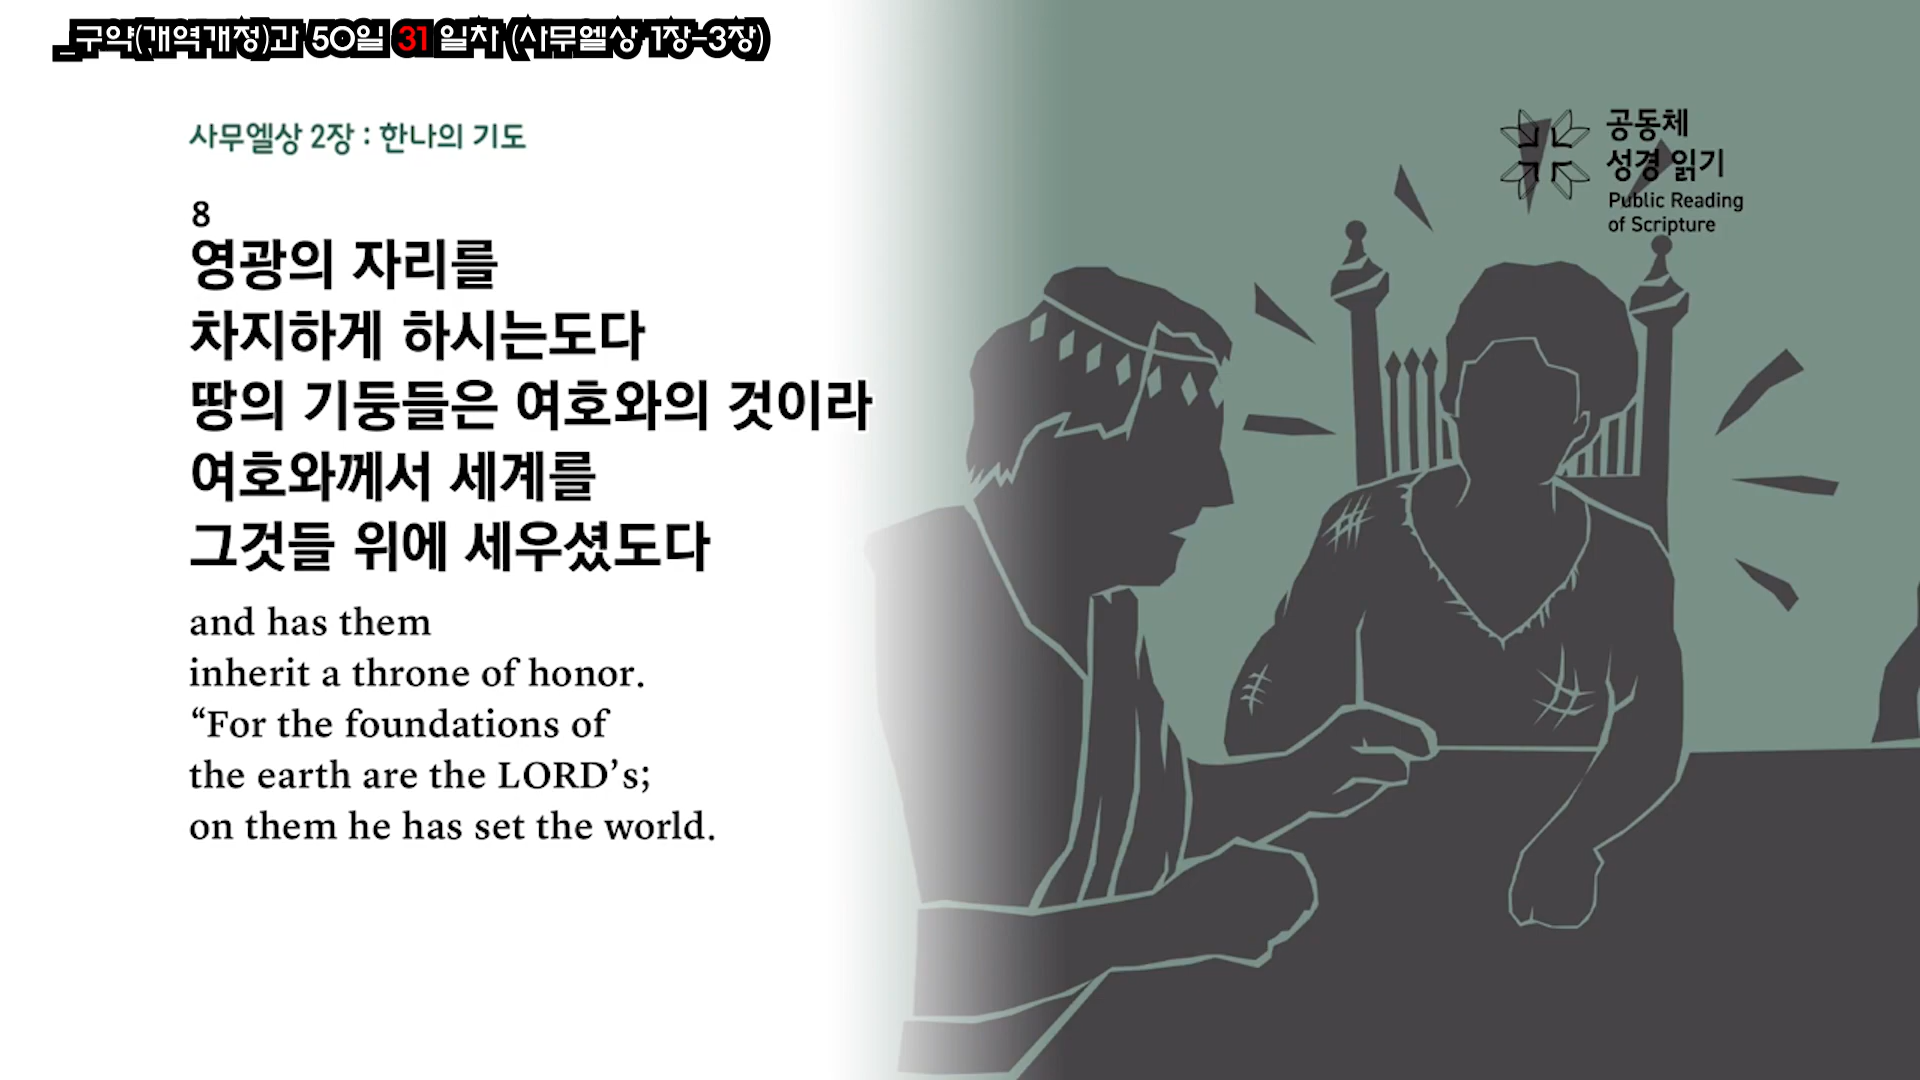 _구약(개역개정)과 50일 31 일차 (사무엘상 1장-3장)
공동체
성경 읽기
Public Reading
of Scripture
사무엘상 2장 : 한나의 기도
8
영광의 자리를
차지하게 하시는도다
땅의 기둥들은 여호와의 것이라
여호와께서 세계를
그것들 위에 세우셨도다
and has them
inherit a throne of honor.
“For the foundations of
the earth are the LORD’s;
on them he has set the world.